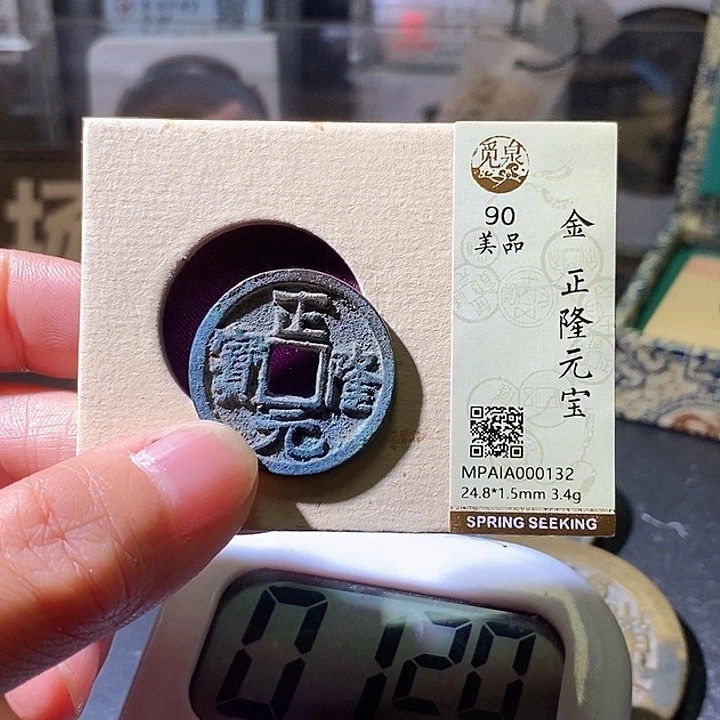 觅泉
90
美品
金 正隆元宝
MPAIA000132
24.8*1.5mm 3.4g
SPRING SEEKING
正隆元寶
0120
场